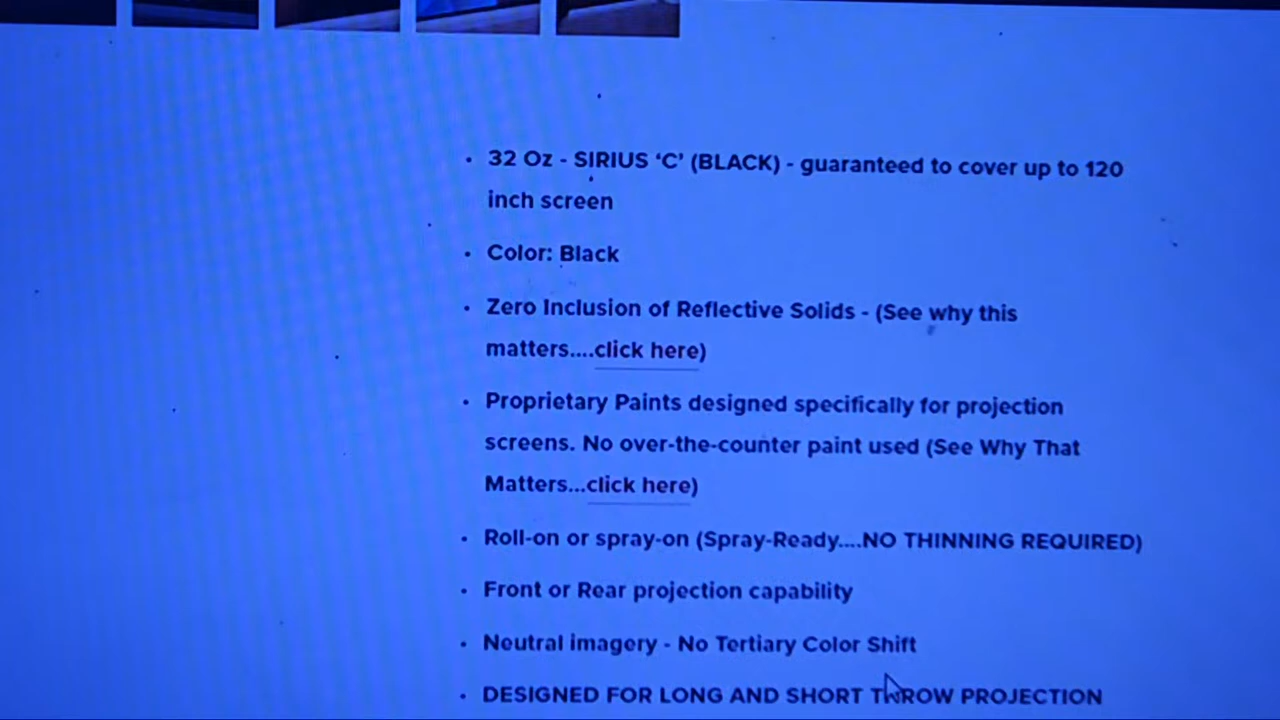 • 32 Oz - SIRIUS ‘C’ (BLACK) - guaranteed to cover up to 120
inch screen
• Color: Black
• Zero Inclusion of Reflective Solids - (See why this
matters....click here)
• Proprietary Paints designed specifically for projection
screens. No over-the-counter paint used (See Why That
Matters...click here)
• Roll-on or spray-on (Spray-Ready....NO THINNING REQUIRED)
• Front or Rear projection capability
• Neutral imagery - No Tertiary Color Shift
• DESIGNED FOR LONG AND SHORT THROW PROJECTION